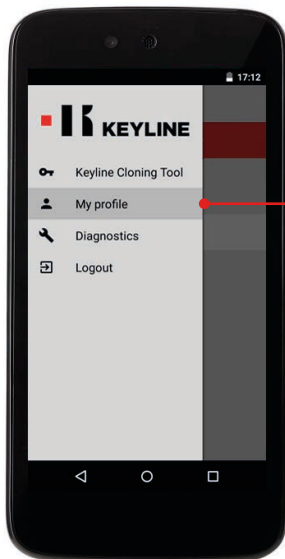 17:12
KEYLINE
Keyline Cloning Tool
My profile
Diagnostics
Logout